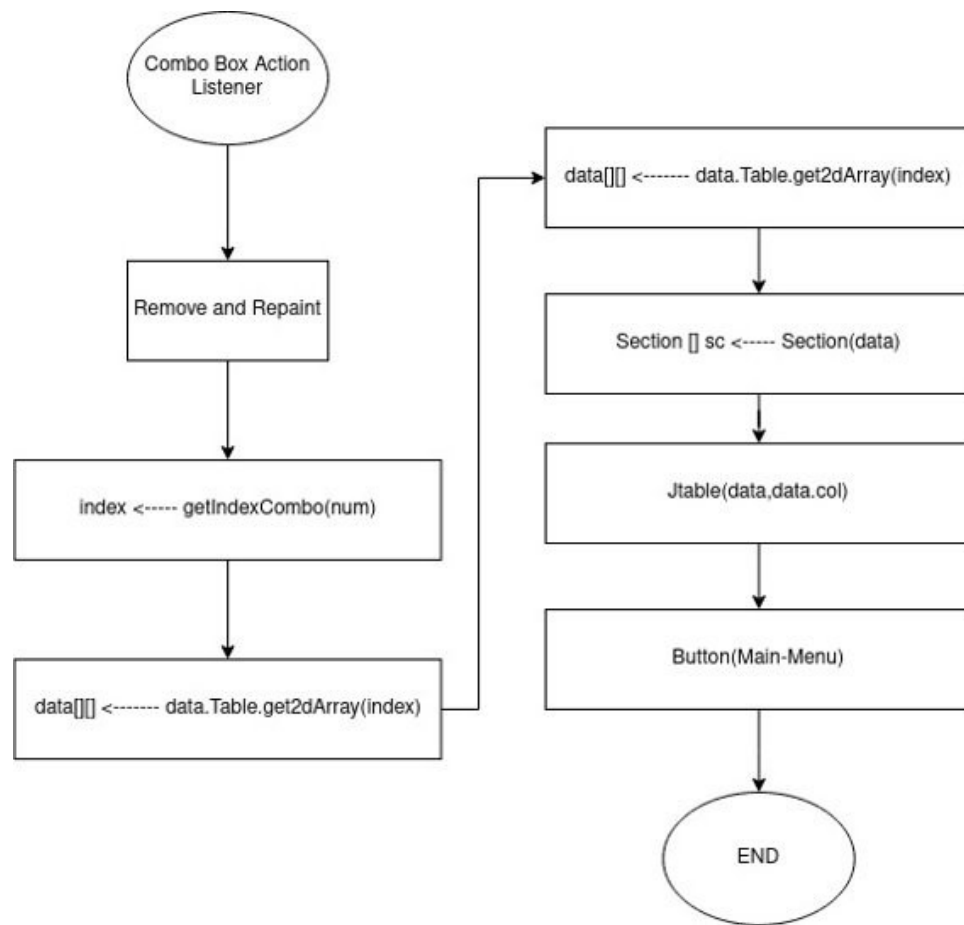 Combo Box Action
Listener
Remove and Repaint
index <----- getIndexCombo(num)
data[][] <------- data.Table.get2dArray(index)
data[][] <------- data.Table.get2dArray(index)
Section [] sc <----- Section(data)
Jtable(data,data.col)
Button(Main-Menu)
END